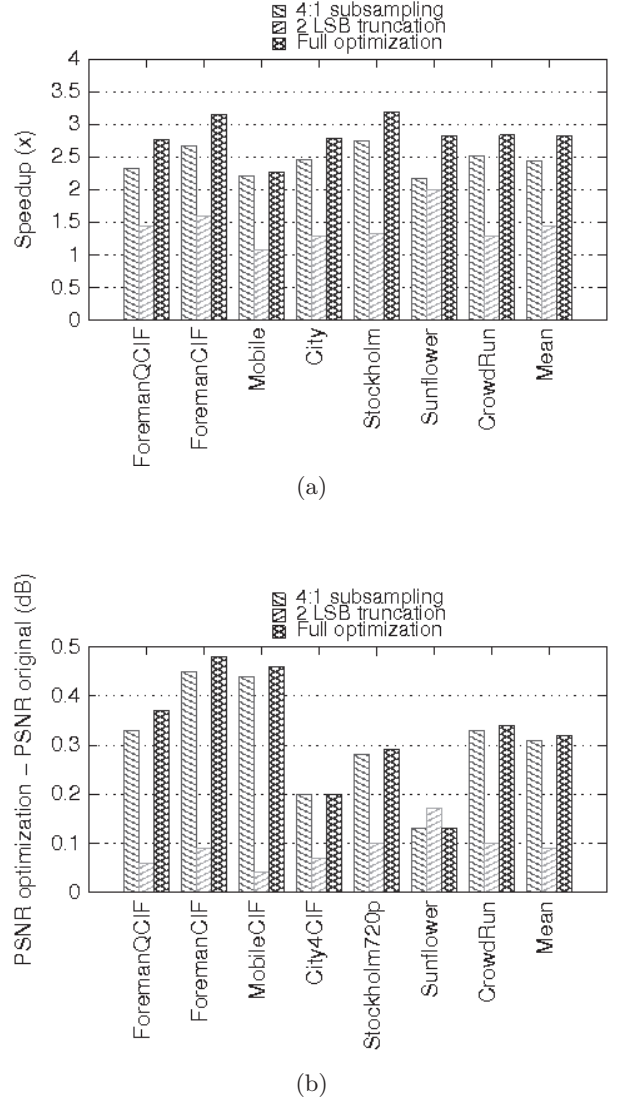 4:1 subsampling
2 LSB truncation
Full optimization
Speedup (x)
4
3.5
3
2.5
2
1.5
1
0.5
0
ForemanQCIF
ForemanCIF
Mobile
City
Stockholm
Sunflower
CrowdRun
Mean
(a)
4:1 subsampling
2 LSB truncation
Full optimization
PSNR optimization - PSNR original (dB)
0.5
0.4
0.3
0.2
0.1
0
ForemanQCIF
ForemanCIF
MobileCIF
City4CIF
Stockholm720p
Sunflower
CrowdRun
Mean
(b)